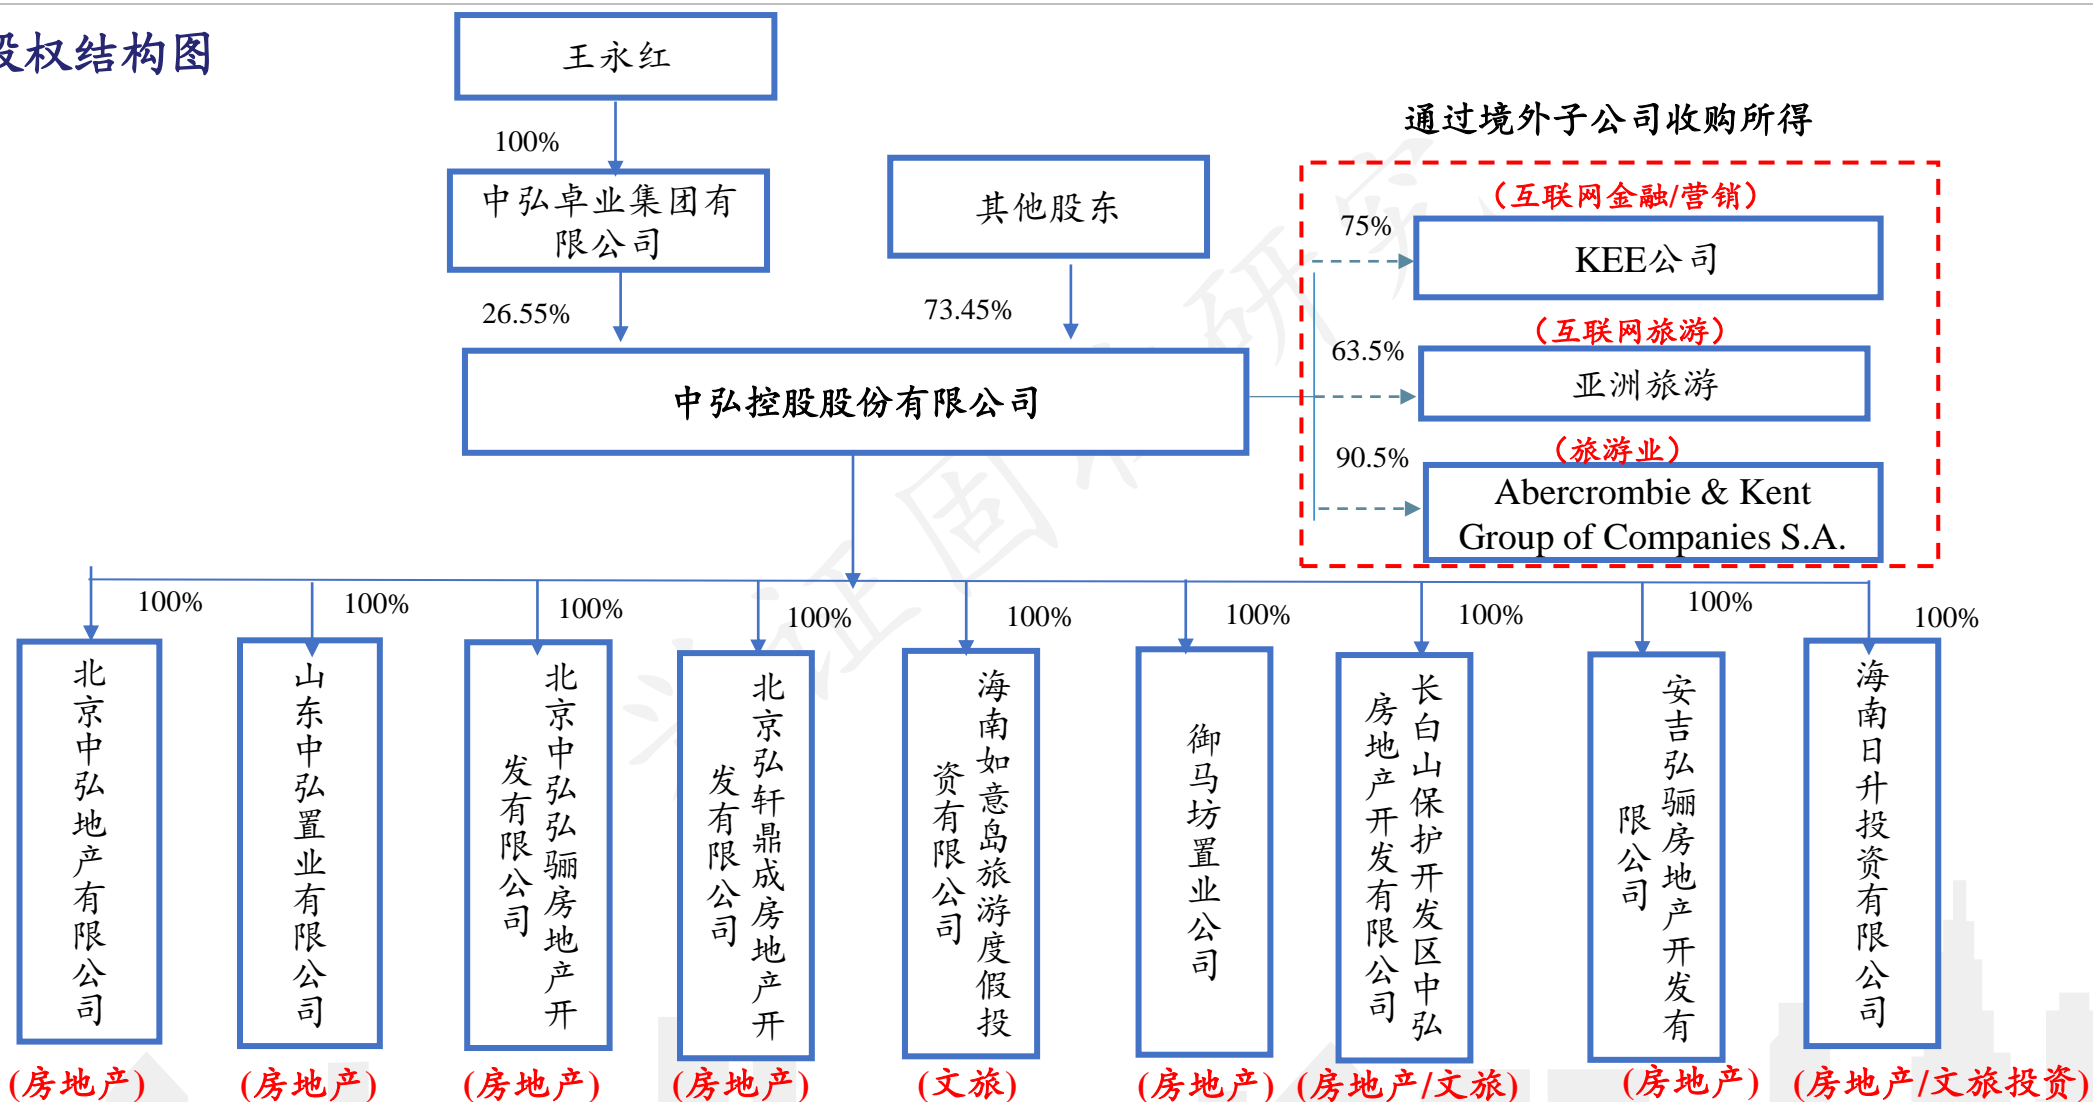 股权结构图
王永红
100%
中弘卓业集团有
限公司
其他股东
26.55%
73.45%
中弘控股股份有限公司
通过境外子公司收购所得
(互联网金融/营销)
75%
KEE公司
(互联网旅游)
63.5%
亚洲旅游
(旅游业)
90.5%
Abercrombie & Kent
Group of Companies S.A.
100%
100%
100%
100%
100%
100%
100%
100%
100%
北京中弘地产有限公司
山东中弘置业有限公司
北京中弘弘骊房地产开
发有限公司
北京弘轩鼎成房地产开
发有限公司
海南如意岛旅游度假投
资有限公司
御马坊置业公司
长白山保护开发区中弘
房地产开发有限公司
安吉弘骊房地产开发有
限公司
海南日升投资有限公司
(房地产)
(房地产)
(房地产)
(房地产)
(文旅)
(房地产)
(房地产/文旅)
(房地产)
(房地产/文旅投资)